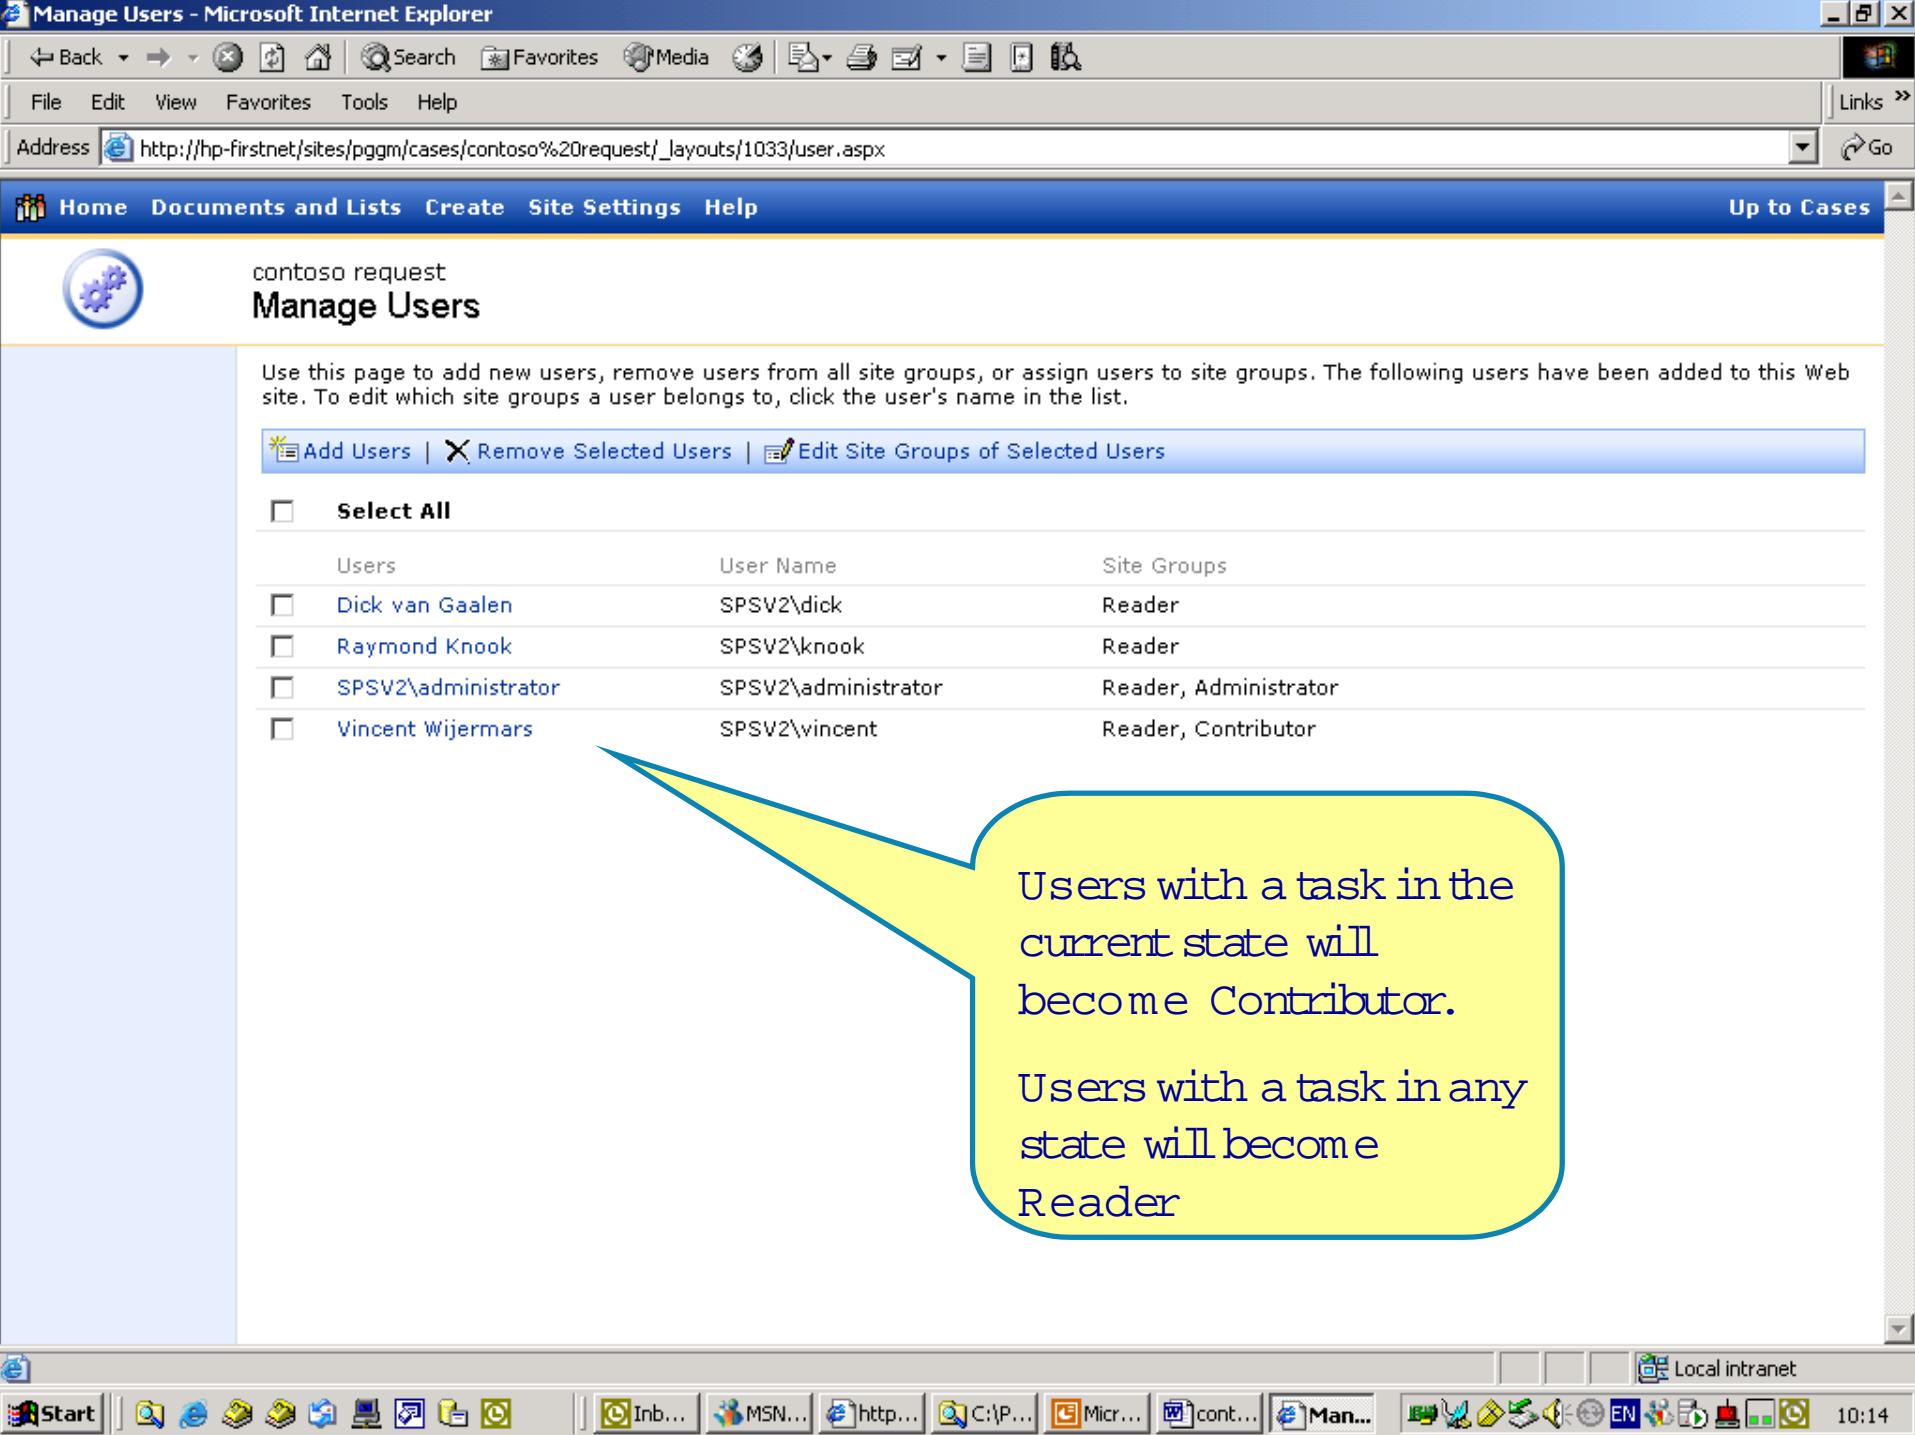 Manage Users - Microsoft Internet Explorer
Back Search Favorites Media
File Edit View Favorites Tools Help Links
Address http://hp-firstnet/sites/pggm/cases/contoso%20request/_layouts/1033/user.aspx Go
Home Documents and Lists Create Site Settings Help Up to Cases
contoso request
Manage Users
Use this page to add new users, remove users from all site groups, or assign users to site groups. The following users have been added to this Web
site. To edit which site groups a user belongs to, click the user's name in the list.
Add Users | Remove Selected Users | Edit Site Groups of Selected Users
Select All
Users User Name Site Groups
Dick van Gaalen SPSV2\dick Reader
Raymond Knook SPSV2\knook Reader
SPSV2\administrator SPSV2\administrator Reader, Administrator
Vincent Wijermars SPSV2\vincent Reader, Contributor
Users with a task in the
current state will
become Contributor.
Users with a task in any
state will become
Reader
Local intranet
Start Inb... MSN... http... C:\P... Micr... cont... Man... EN 10:14